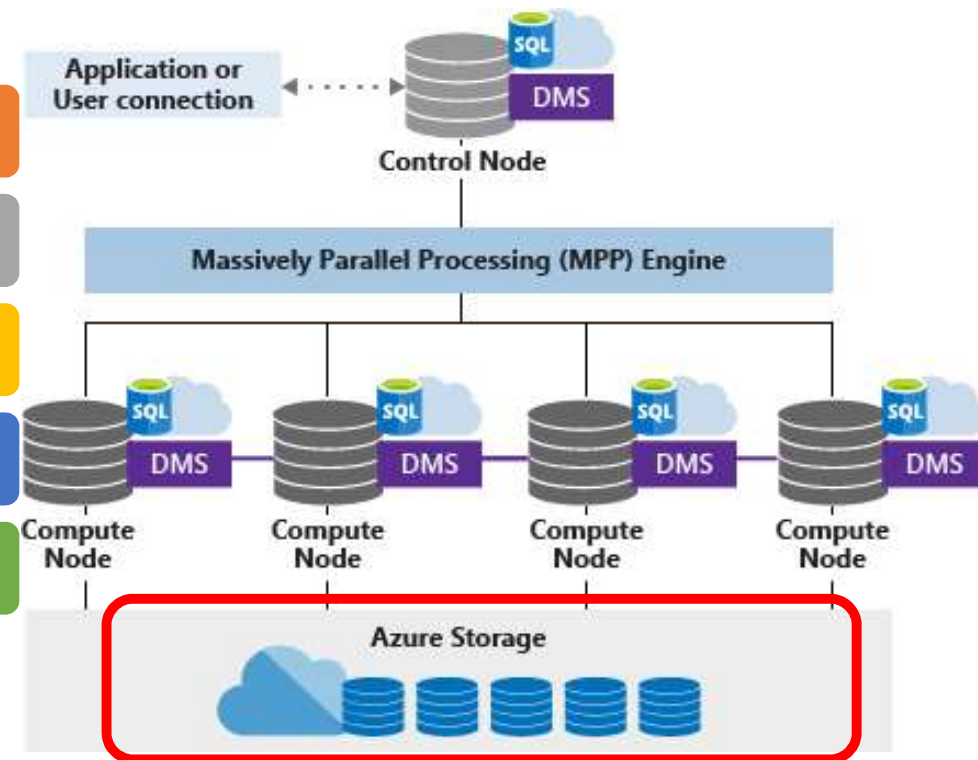 SQL
Application or
User connection
DMS
Control Node
Massively Parallel Processing (MPP) Engine
SQL
SQL
SQL
SQL
DMS
DMS
DMS
DMS
Compute
Node
Compute
Node
Compute
Node
Compute
Node
Azure Storage